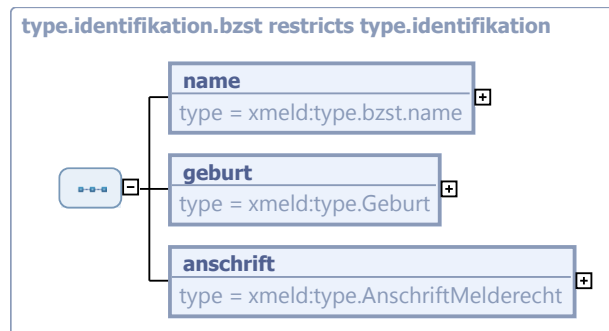 type.identifikation.bzst restricts type.identifikation
name
type = xmeld:type.bzst.name
geburt
type = xmeld:type.Geburt
anschrift
type = xmeld:type.AnschriftMelderecht